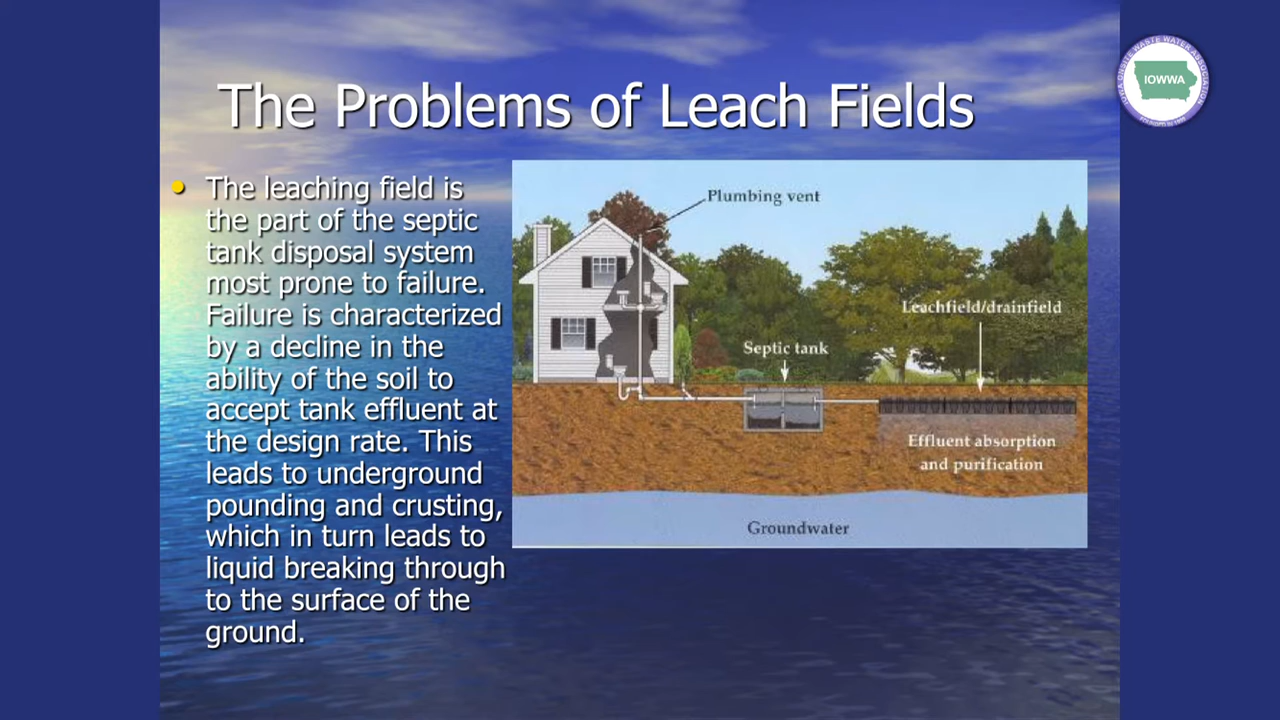 The Problems of Leach Fields
IOWWA
The leaching field is
the part of the septic
tank disposal system
most prone to failure.
Failure is characterized
by a decline in the
ability of the soil to
accept tank effluent at
the design rate. This
leads to underground
pounding and crusting,
which in turn leads to
liquid breaking through
to the surface of the
ground.
Plumbing vent
Leachfield/drainfield
Septic tank
Effluent absorption
and purification
Groundwater